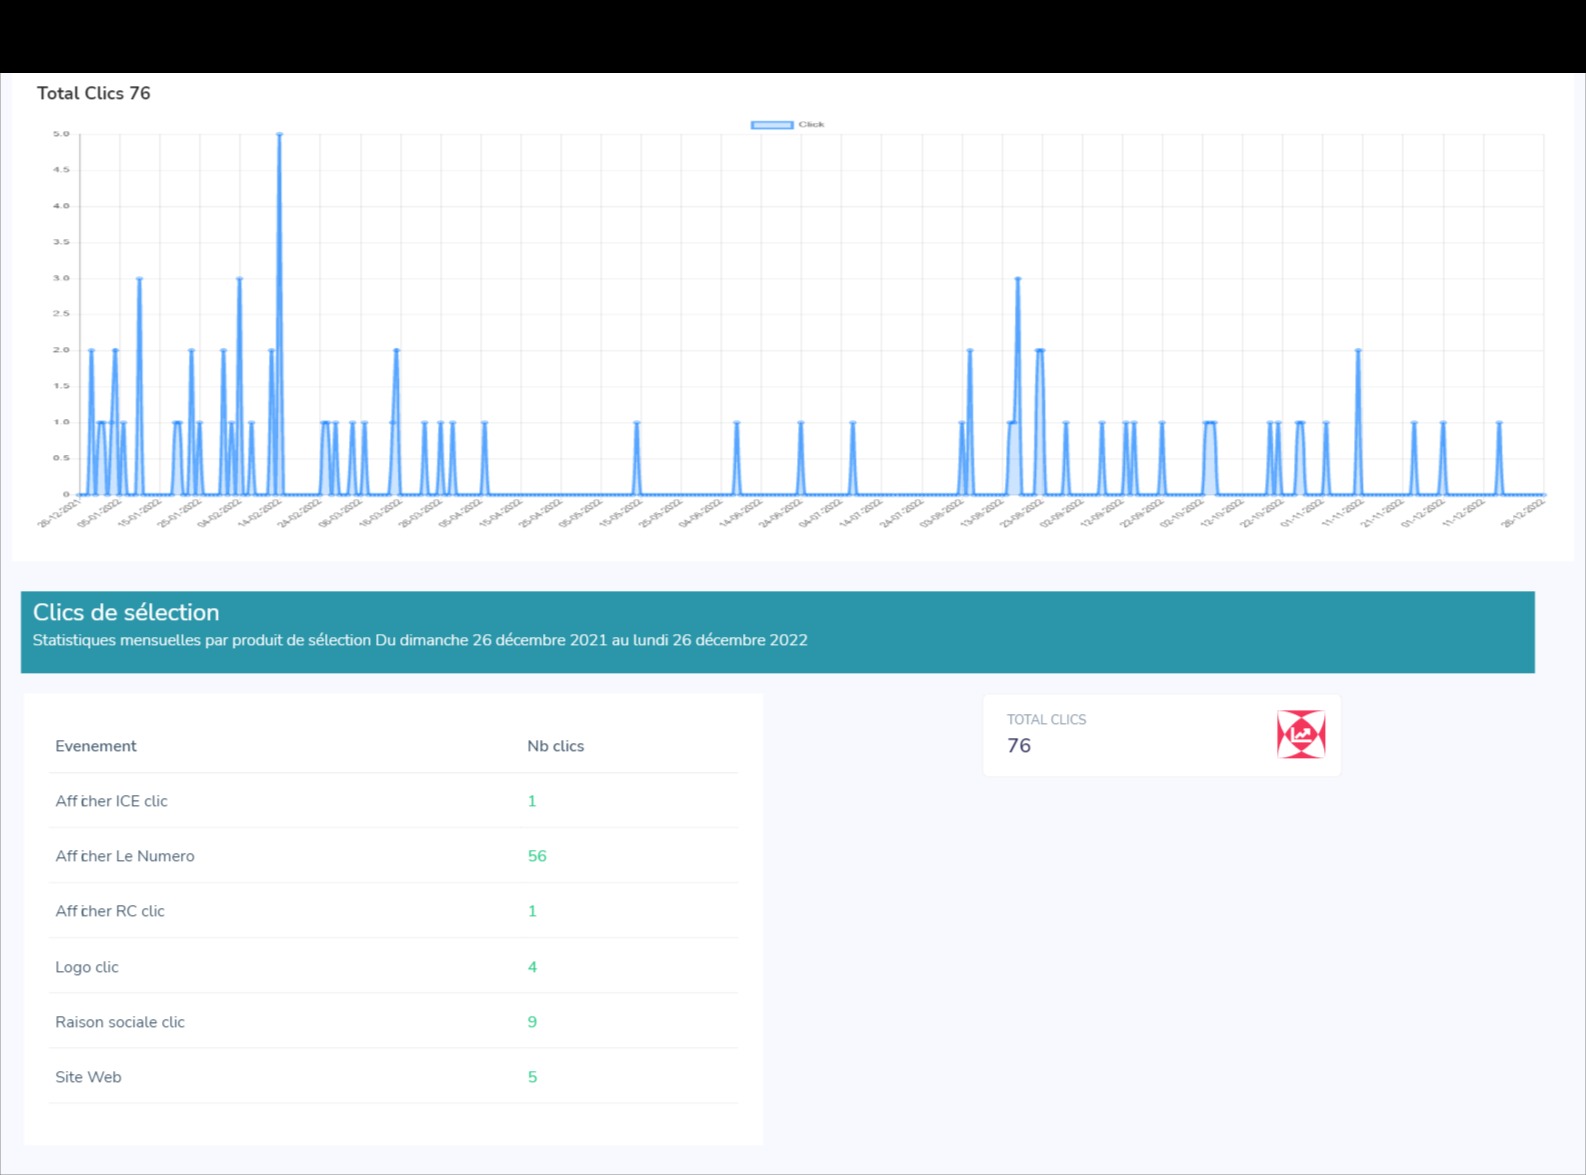 Total Clics 76
Click
5.0
4.5
4.0
3.5
3.0
2.5
2.0
1.5
1.0
0.5
0
26-12-2021 05-01-2022 15-01-2022 25-01-2022 04-02-2022 14-02-2022 24-02-2022 06-03-2022 16-03-2022 26-03-2022 05-04-2022 15-04-2022 25-04-2022 05-05-2022 15-05-2022 25-05-2022 04-06-2022 14-06-2022 24-06-2022 04-07-2022 14-07-2022 24-07-2022 03-08-2022 13-08-2022 23-08-2022 02-09-2022 12-09-2022 22-09-2022 02-10-2022 12-10-2022 22-10-2022 01-11-2022 11-11-2022 21-11-2022 01-12-2022 11-12-2022 26-12-2022
Clics de sélection
Statistiques mensuelles par produit de sélection Du dimanche 26 décembre 2021 au lundi 26 décembre 2022
TOTAL CLICS
76
Evenement Nb clics
Afficher ICE clic 1
Afficher Le Numero 56
Afficher RC clic 1
Logo clic 4
Raison sociale clic 9
Site Web 5